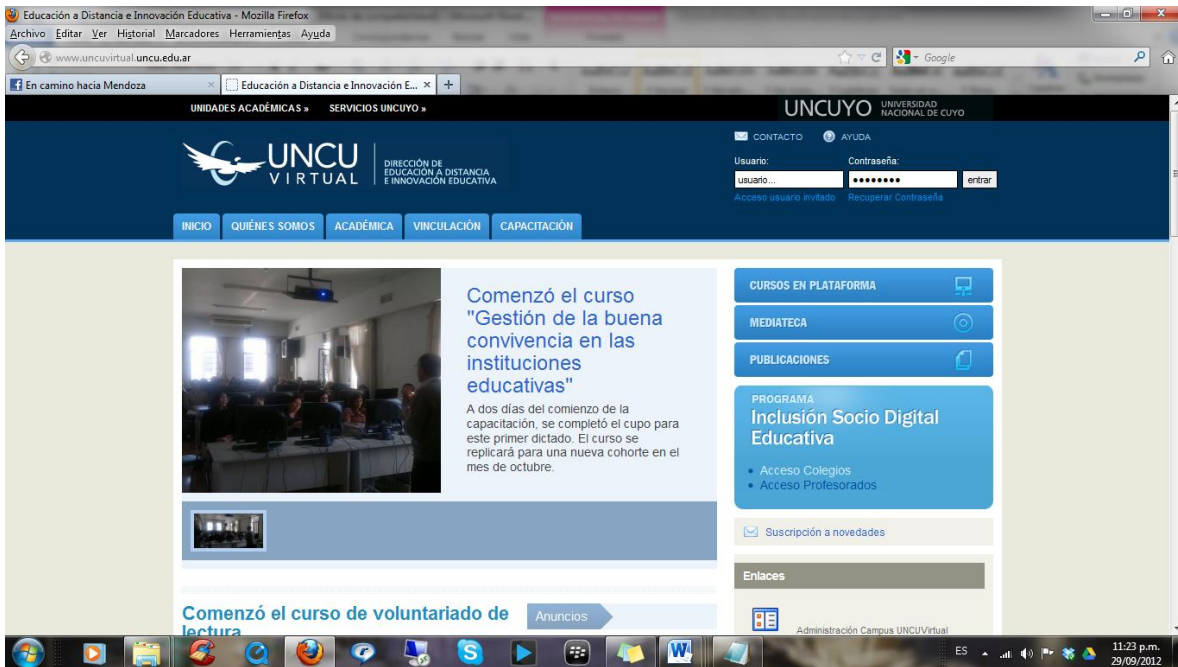 Educación a Distancia e Innovación Educativa - Mozilla Firefox
Archivo Editar Ver Historial Marcadores Herramientas Ayuda
www.uncuvirtual.uncu.edu.ar
Google
En camino hacia Mendoza
Educación a Distancia e Innovación E...
UNIDADES ACADÉMICAS » SERVICIOS UNCUYO »
UNCUYO UNIVERSIDAD
NACIONAL DE CUYO
CONTACTO AYUDA
UNCU
VIRTUAL
DIRECCIÓN DE
EDUCACIÓN A DISTANCIA
E INNOVACIÓN EDUCATIVA
Usuario: Contraseña:
usuario... entrar
Acceso usuario invitado Recuperar Contraseña
INICIO QUIÉNES SOMOS ACADÉMICA VINCULACIÓN CAPACITACIÓN
Comenzó el curso
"Gestión de la buena
convivencia en las
instituciones
educativas"
A dos días del comienzo de la
capacitación, se completó el cupo para
este primer dictado. El curso se
replicará para una nueva cohorte en el
mes de octubre.
CURSOS EN PLATAFORMA
MEDIATECA
PUBLICACIONES
PROGRAMA
Inclusión Socio Digital
Educativa
Acceso Colegios
Acceso Profesorados
Suscripción a novedades
Enlaces
Administración Campus UNCUVirtual
Comenzó el curso de voluntariado de
lectura
Anuncios
ES
11:23 p.m.
29/09/2012